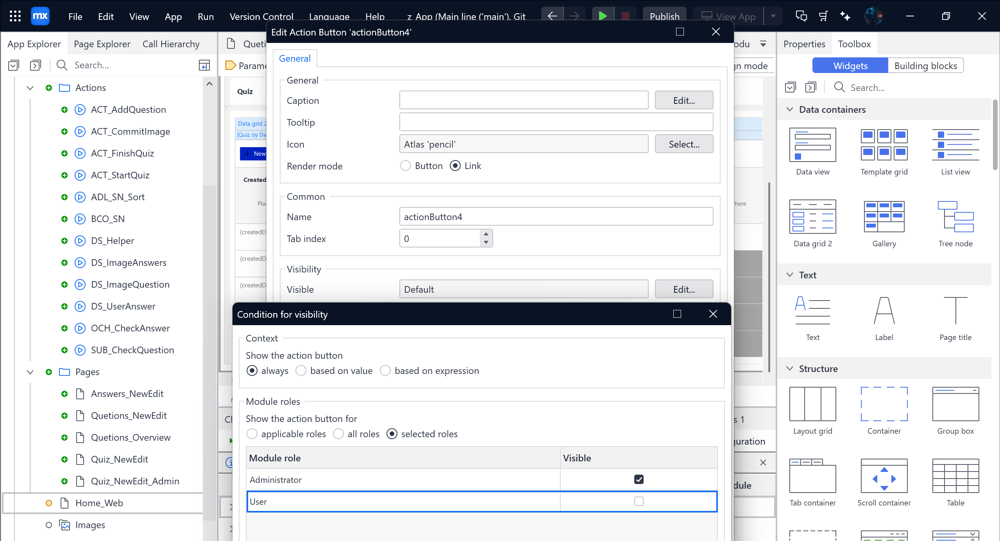 mx
File Edit View App Run Version Control Language Help z App (Main line ('main'), Git Publish View App
App Explorer Page Explorer Call Hierarchy
Search...
Actions
ACT_AddQuestion
ACT_CommitImage
ACT_FinishQuiz
ACT_StartQuiz
ADL_SN_Sort
BCO_SN
DS_Helper
DS_ImageAnswers
DS_ImageQuestion
DS_UserAnswer
OCH_CheckAnswer
SUB_CheckQuestion
Pages
Answers_NewEdit
Quetions_NewEdit
Quetions_Overview
Quiz_NewEdit
Quiz_NewEdit_Admin
Home_Web
Images
Queti
Parame
Quiz
Data grid 2
[Quiz, by Da
New
Created
Plac
{createdD
{createdD
{createdD
Edit Action Button 'actionButton4'
General
General
Caption Edit...
Tooltip
Icon Atlas 'pencil' Select...
Render mode Button Link
Common
Name actionButton4
Tab index 0
Visibility
Visible Default Edit...
Condition for visibility
Context
Show the action button
always based on value based on expression
Module roles
Show the action button for
applicable roles all roles selected roles
Module role Visible
Administrator
User
odu
gn mode
here
s 1
guration
dule
Properties Toolbox
Widgets Building blocks
Search...
Data containers
Data view Template grid List view
Data grid 2 Gallery Tree node
Text
Text Label Page title
Structure
Layout grid Container Group box
Tab container Scroll container Table